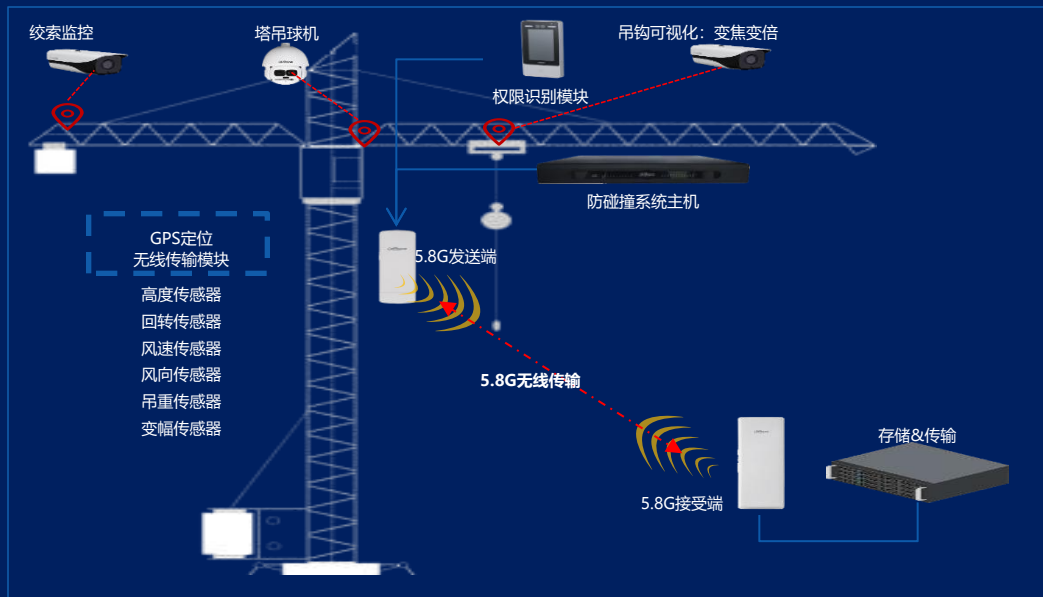 绞索监控
塔吊球机
吊钩可视化：变焦变倍
权限识别模块
防碰撞系统主机
GPS定位
无线传输模块
5.8G发送端
高度传感器
回转传感器
风速传感器
风向传感器
吊重传感器
变幅传感器
5.8G无线传输
存储&传输
5.8G接受端